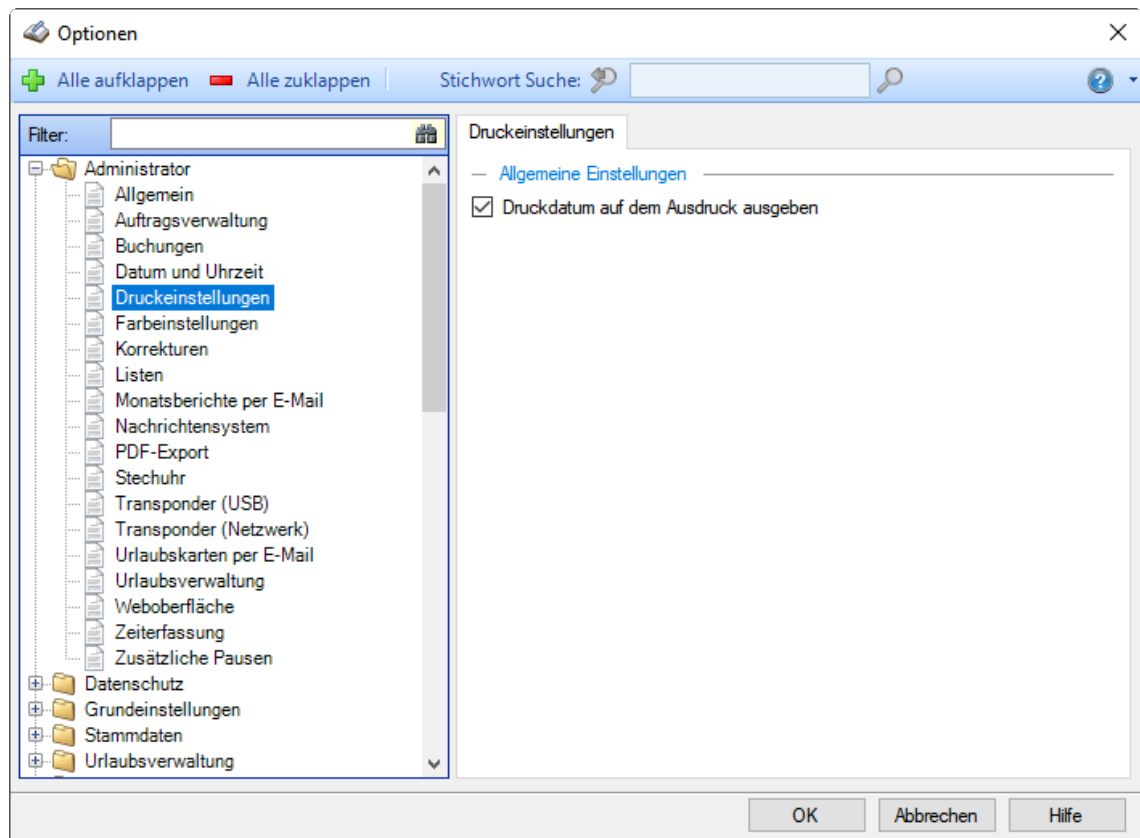 Optionen
Alle aufklappen Alle zuklappen Stichwort Suche:
Filter:
Administrator
Allgemein
Auftragsverwaltung
Buchungen
Datum und Uhrzeit
Druckeinstellungen
Farbeinstellungen
Korrekturen
Listen
Monatsberichte per E-Mail
Nachrichtensystem
PDF-Export
Stechuhr
Transponder (USB)
Transponder (Netzwerk)
Urlaubskarten per E-Mail
Urlaubsverwaltung
Weboberfläche
Zeiterfassung
Zusätzliche Pausen
Datenschutz
Grundeinstellungen
Stammdaten
Urlaubsverwaltung
Druckeinstellungen
Allgemeine Einstellungen
Druckdatum auf dem Ausdruck ausgeben
OK Abbrechen Hilfe